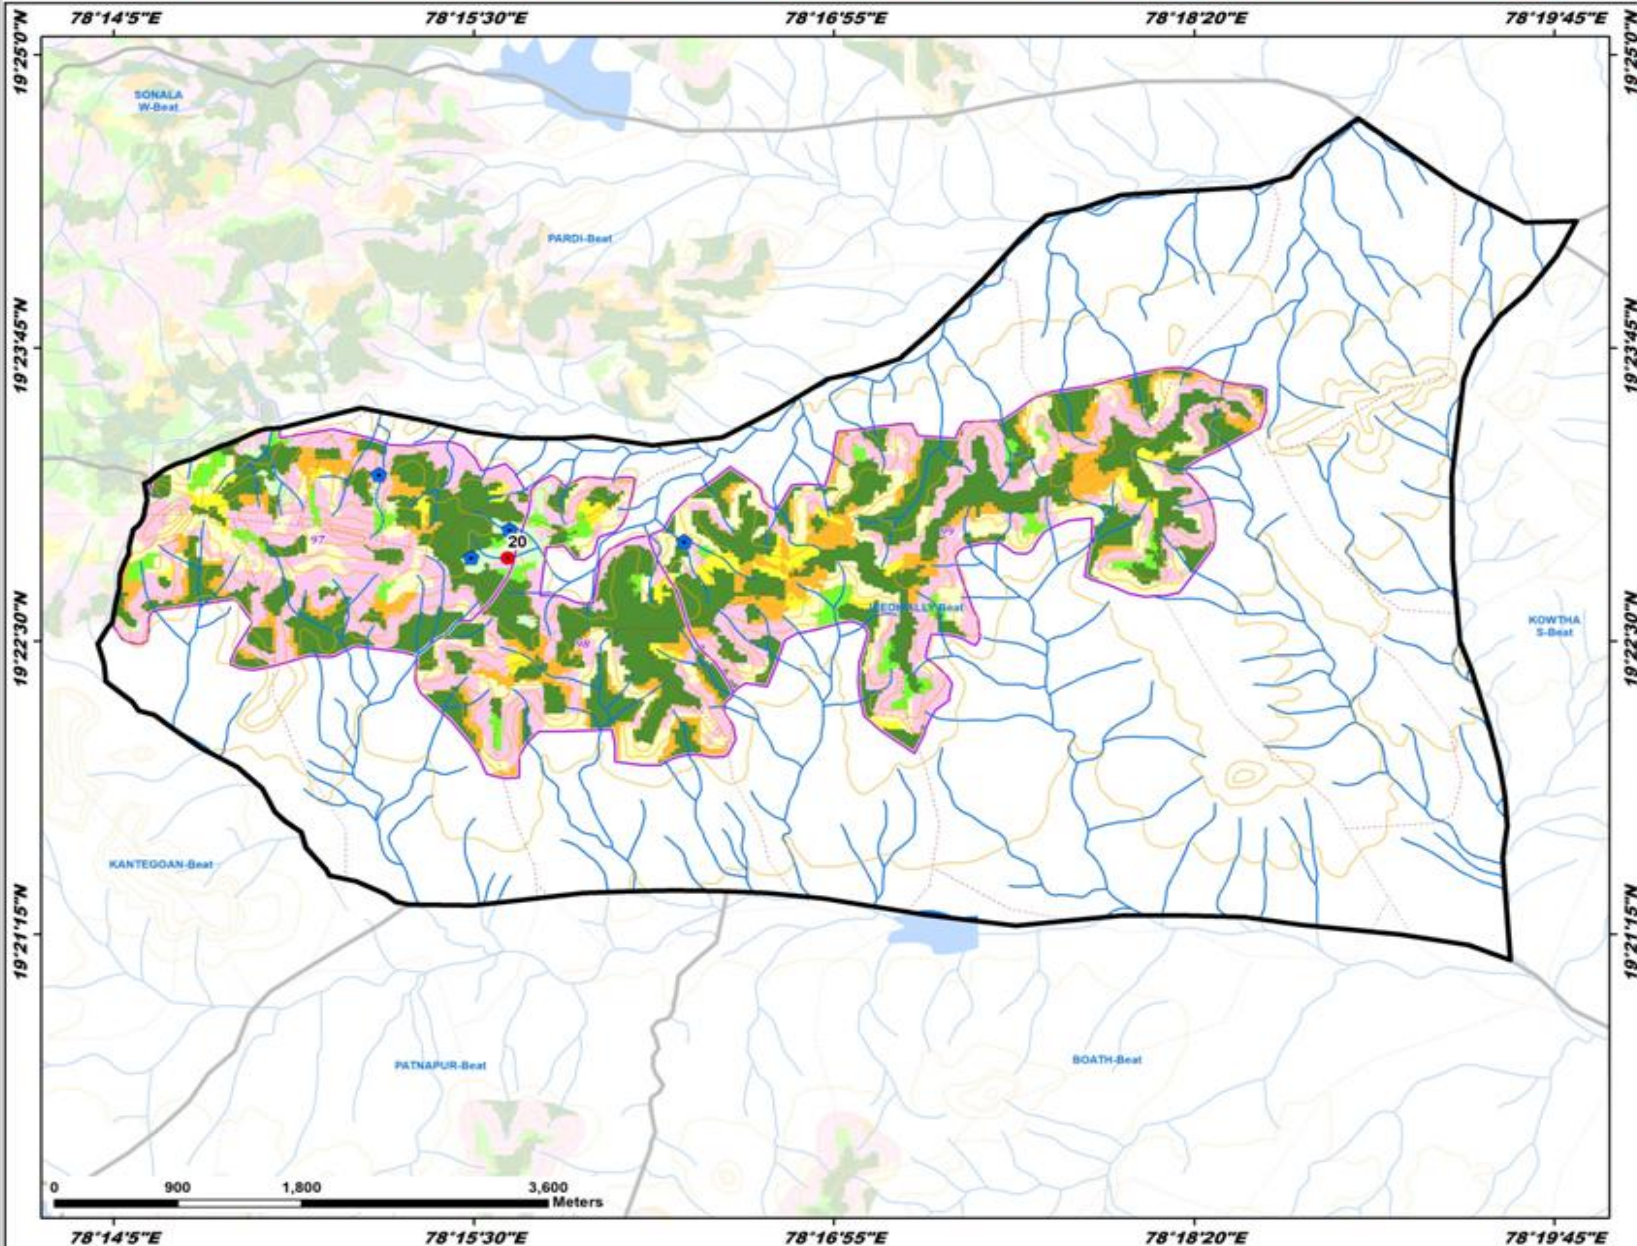 78°14'5"E 78°15'30"E 78°16'55"E 78°18'20"E 78°19'45"E
19°25'0"N 19°25'0"N
SONALA
W-Beat
PARDI-Beat
19°23'45"N 19°23'45"N
97
20
99
-Beat
KOWTHA
S-Beat
19°22'30"N 19°22'30"N
98
KANTEGOAN-Beat
19°21'15"N 19°21'15"N
PATNAPUR-Beat
BOATH-Beat
0 900 1,800 3,600
Meters
78°14'5"E 78°15'30"E 78°16'55"E 78°18'20"E 78°19'45"E